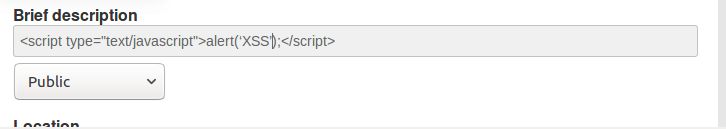 Brief description
<script type="text/javascript">alert(‘XSS’);</script>
Public
Location